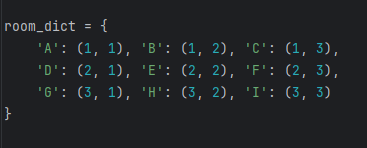 room_dict = {
    'A': (1, 1), 'B': (1, 2), 'C': (1, 3),
    'D': (2, 1), 'E': (2, 2), 'F': (2, 3),
    'G': (3, 1), 'H': (3, 2), 'I': (3, 3)
}